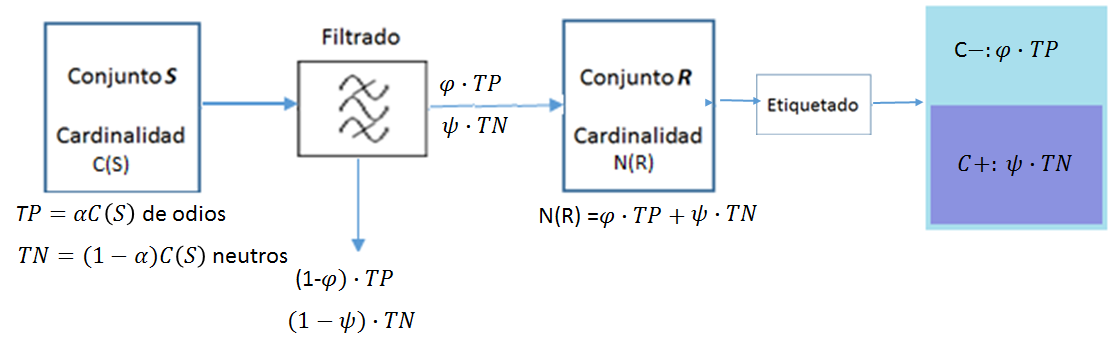 Conjunto S
Cardinalidad
C(S)
TP = αC(S) de odios
TN = (1 − α)C(S) neutros
Filtrado
φ · TP
ψ · TN
(1-φ) · TP
(1 − ψ) · TN
Conjunto R
Cardinalidad
N(R)
N(R) =φ · TP + ψ · TN
Etiquetado
C−: φ · TP
C+: ψ · TN